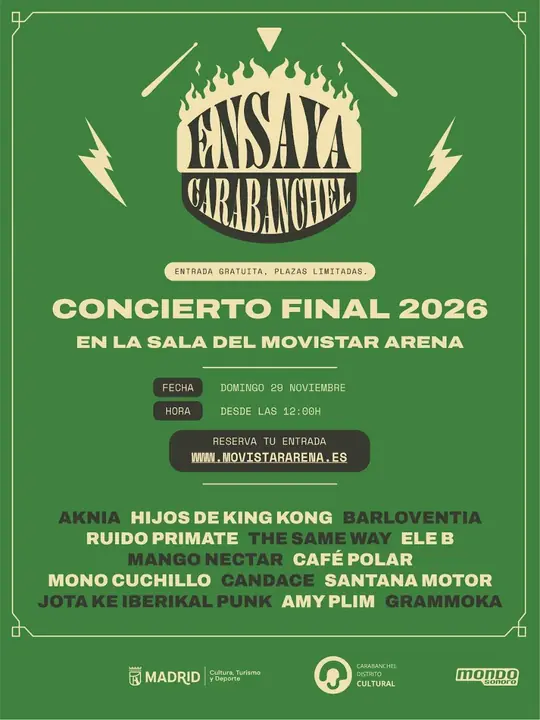 ENSAYA
CARABANCHEL
ENTRADA GRATUITA, PLAZAS LIMITADAS.
CONCIERTO FINAL 2026
EN LA SALA DEL MOVISTAR ARENA
FECHA DOMINGO 29 NOVIEMBRE
HORA DESDE LAS 12:00H
RESERVA TU ENTRADA
WWW.MOVISTARARENA.ES
AKNIA HIJOS DE KING KONG BARLOVENTIA
RUIDO PRIMATE THE SAME WAY ELE B
MANGO NECTAR CAFÉ POLAR
MONO CUCHILLO CANDACE SANTANA MOTOR
JOTA KE IBERIKAL PUNK AMY PLIM GRAMMOKA
MADRID
Cultura, Turismo
y Deporte
CARABANCHEL
DISTRITO
CULTURAL
MONDO
sonoro